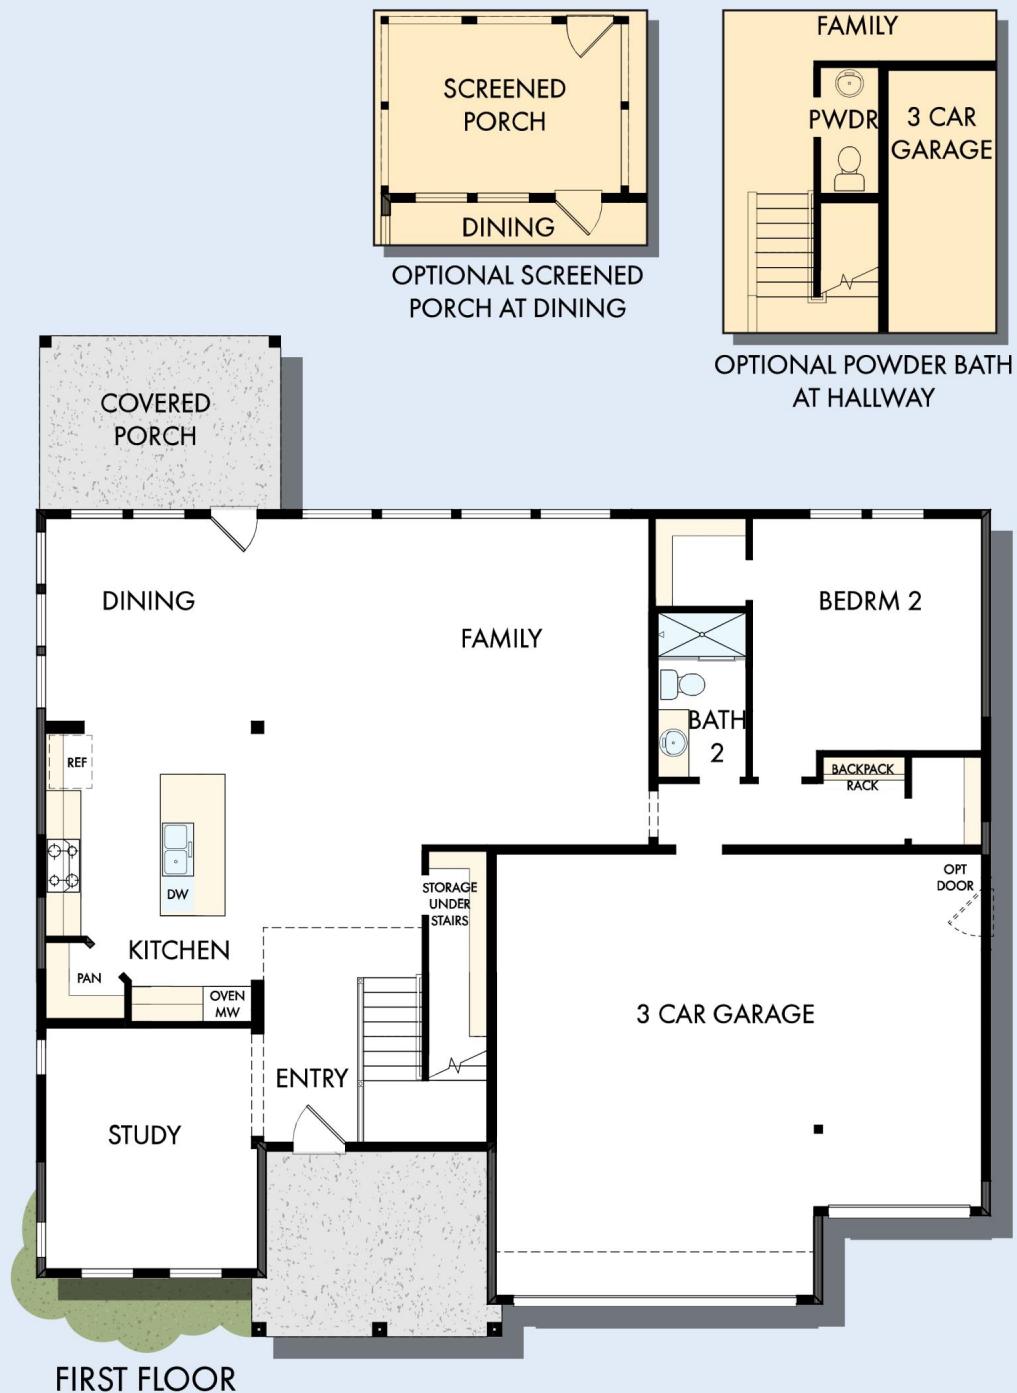 FAMILY
SCREENED
PORCH
PWDR
3 CAR
GARAGE
DINING
OPTIONAL SCREENED
PORCH AT DINING
OPTIONAL POWDER BATH
AT HALLWAY
COVERED
PORCH
DINING
FAMILY
BEDRM 2
BATH
2
REF
BACKPACK
RACK
OPT
DOOR
STORAGE
UNDER
STAIRS
DW
KITCHEN
PAN
OVEN
MW
3 CAR GARAGE
ENTRY
STUDY
FIRST FLOOR